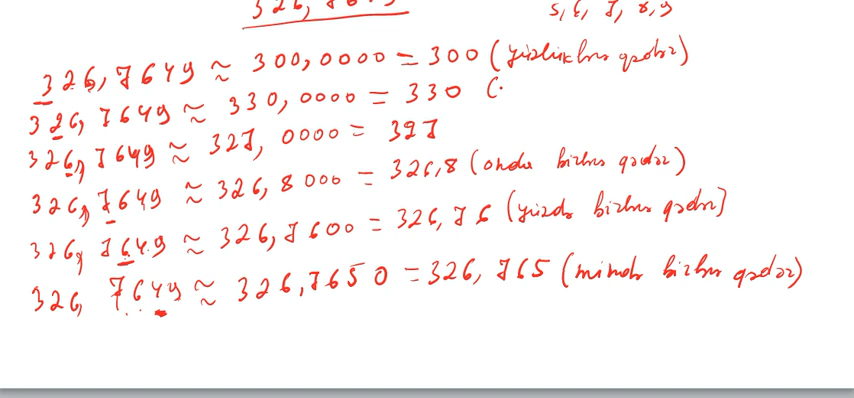 5, 6, 7, 8, 9
326,7649 ≈ 300,0000 = 300 (yüzlüklərə qədər)
326,7649 ≈ 330,0000 = 330 (
326,7649 ≈ 327,0000 = 327
326,7649 ≈ 326,8000 = 326,8 (onda birlərə qədər)
326,7649 ≈ 326,7600 = 326,76 (yüzdə birlərə qədər)
326,7649 ≈ 326,7650 = 326,765 (mində birlərə qədər)